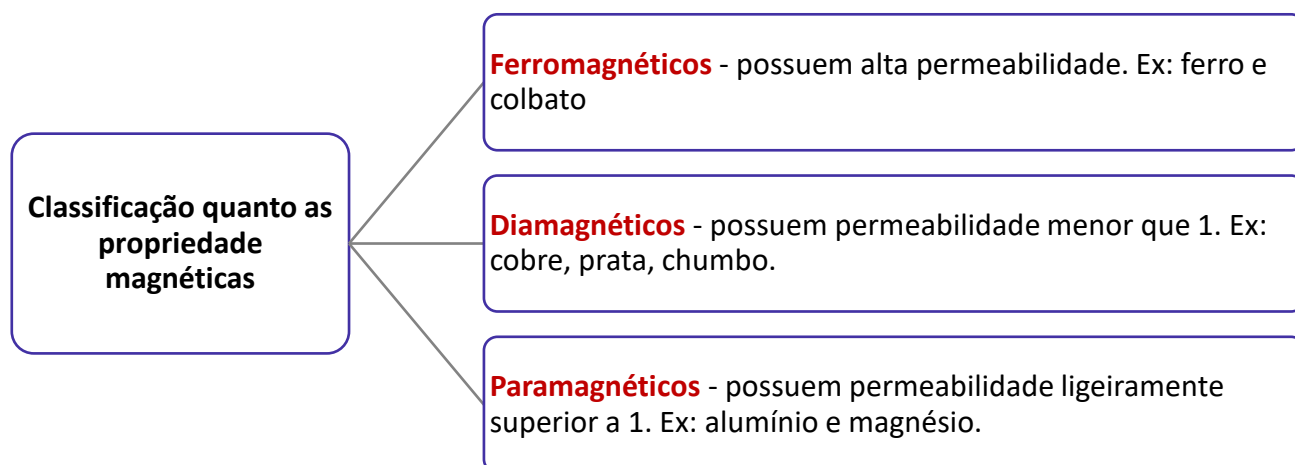 Ferromagnéticos - possuem alta permeabilidade. Ex: ferro e
colbato
Classificação quanto as
propriedade
magnéticas
Diamagnéticos - possuem permeabilidade menor que 1. Ex:
cobre, prata, chumbo.
Paramagnéticos - possuem permeabilidade ligeiramente
superior a 1. Ex: alumínio e magnésio.